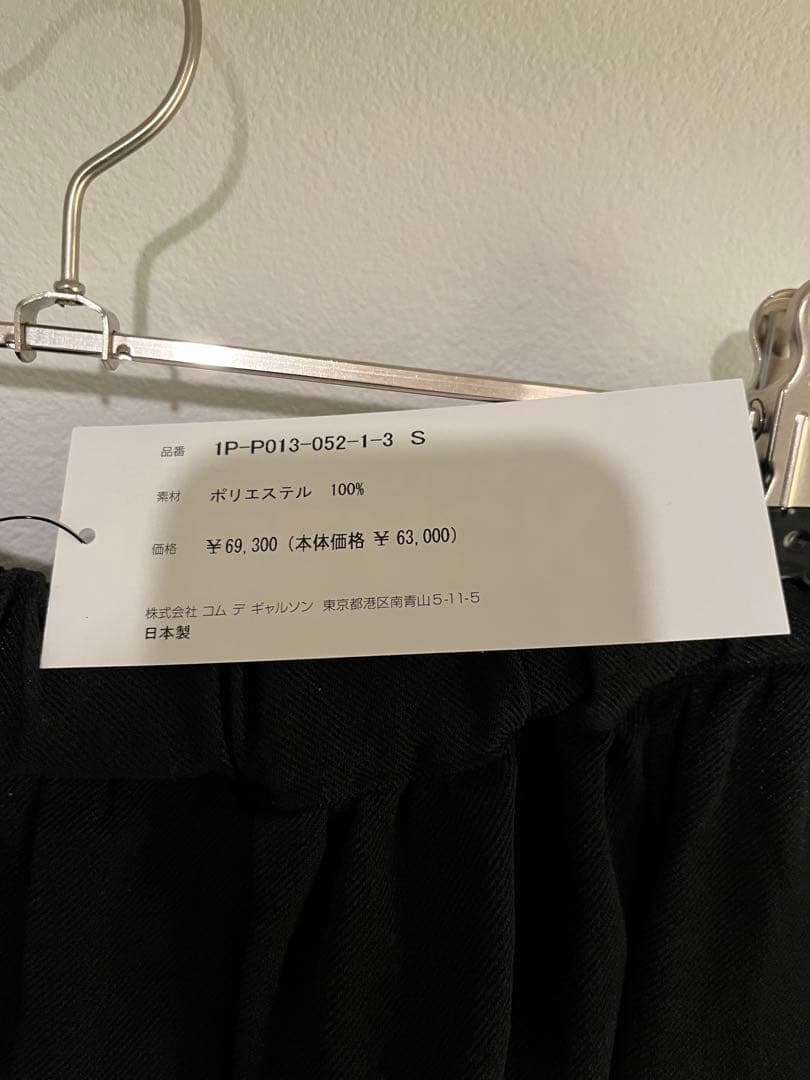 品番 1P-P013-052-1-3 S
素材 ポリエステル 100%
価格 ¥69,300 (本体価格 ¥ 63,000)
株式会社 コム デ ギャルソン 東京都港区南青山5-11-5
日本製